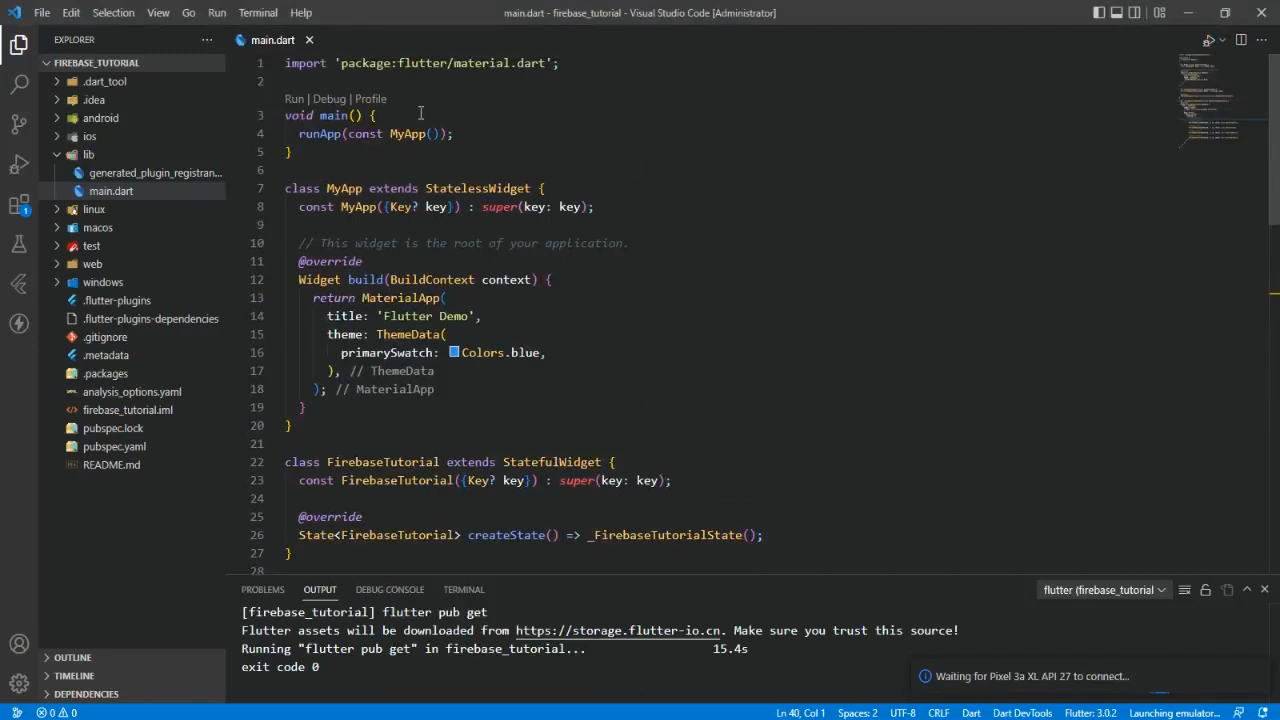 File Edit Selection View Go Run Terminal Help
main.dart - firebase_tutorial - Visual Studio Code [Administrator]
EXPLORER
FIREBASE_TUTORIAL
.dart_tool
.idea
android
ios
lib
generated_plugin_registran...
main.dart
linux
macos
test
web
windows
.flutter-plugins
.flutter-plugins-dependencies
.gitignore
.metadata
.packages
analysis_options.yaml
firebase_tutorial.iml
pubspec.lock
pubspec.yaml
README.md
OUTLINE
TIMELINE
DEPENDENCIES
1
main.dart
1 import 'package:flutter/material.dart';
2
Run | Debug | Profile
3 void main() {
4 runApp(const MyApp());
5 }
6
7 class MyApp extends StatelessWidget {
8 const MyApp({Key? key}) : super(key: key);
9
10 // This widget is the root of your application.
11 @override
12 Widget build(BuildContext context) {
13 return MaterialApp(
14 title: 'Flutter Demo',
15 theme: ThemeData(
16 primarySwatch: Colors.blue,
17 ), // ThemeData
18 ); // MaterialApp
19 }
20 }
21
22 class FirebaseTutorial extends StatefulWidget {
23 const FirebaseTutorial({Key? key}) : super(key: key);
24
25 @override
26 State<FirebaseTutorial> createState() => _FirebaseTutorialState();
27 }
28
PROBLEMS OUTPUT DEBUG CONSOLE TERMINAL
flutter (firebase_tutorial
[firebase_tutorial] flutter pub get
Flutter assets will be downloaded from https://storage.flutter-io.cn. Make sure you trust this source!
Running "flutter pub get" in firebase_tutorial... 15.4s
exit code 0
Waiting for Pixel 3a XL API 27 to connect...
0 0
Ln 40, Col 1 Spaces: 2 UTF-8 CRLF Dart Dart DevTools Flutter: 3.0.2 Launching emulator...